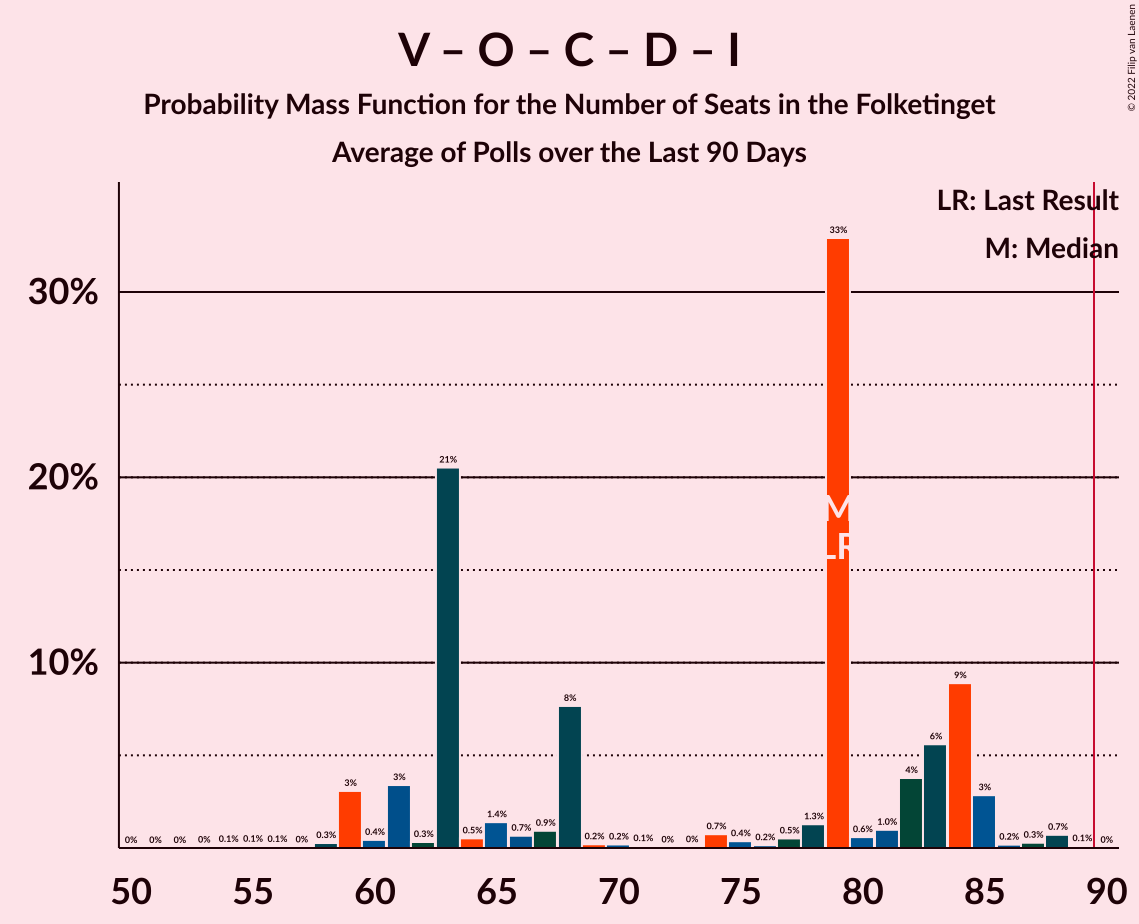 V – O – C – D – I
Probability Mass Function for the Number of Seats in the Folketinget
Average of Polls over the Last 90 Days
© 2022 Filip van Laenen
LR: Last Result
M: Median
33%
30%
21%
20%
M
LR
10%
9%
8%
6%
4%
3%
3%
3%
0% 0% 0% 0% 0.1% 0.1% 0.1% 0% 0.3% 0.4% 0.3% 0.5% 1.4% 0.7% 0.9% 0.2% 0.2% 0.1% 0% 0% 0.7% 0.4% 0.2% 0.5% 1.3% 0.6% 1.0% 0.2% 0.3% 0.7% 0.1% 0%
50 55 60 65 70 75 80 85 90